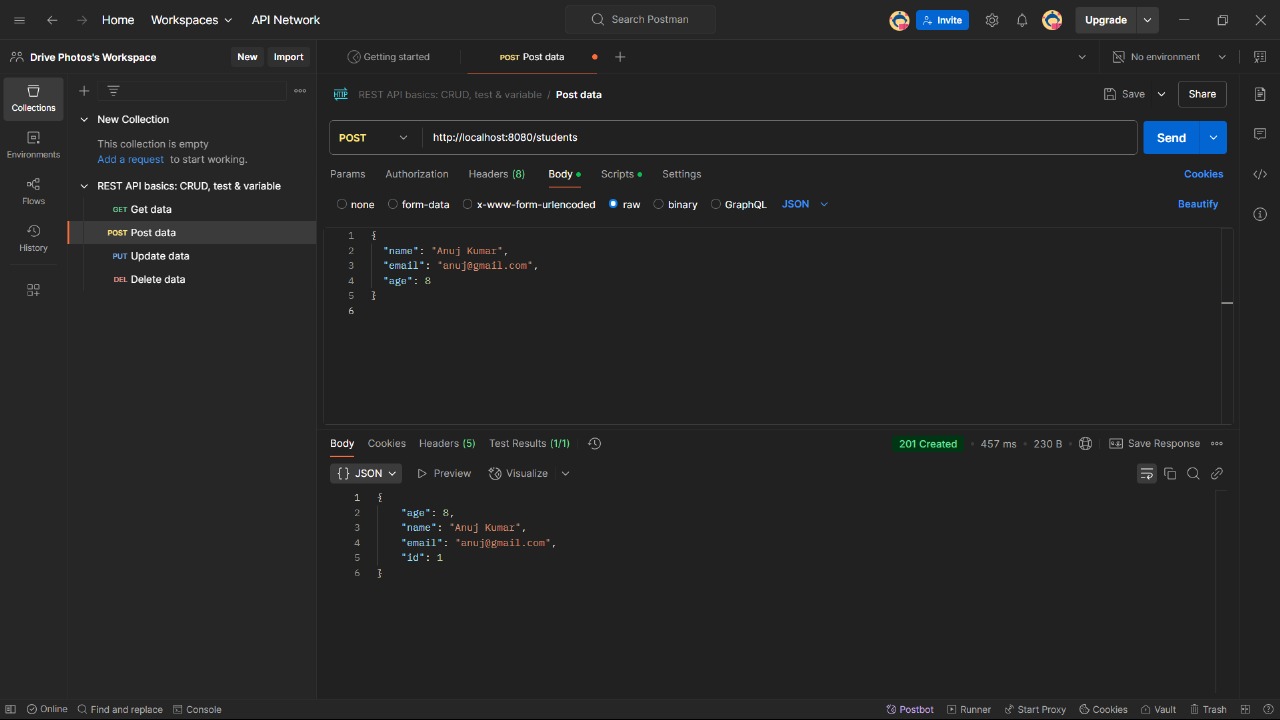 Home Workspaces API Network Search Postman Invite Upgrade
Drive Photos's Workspace New Import Getting started POST Post data No environment
Collections
Environments
Flows
History
New Collection
This collection is empty
Add a request to start working.
REST API basics: CRUD, test & variable
GET Get data
POST Post data
PUT Update data
DEL Delete data
HTTP REST API basics: CRUD, test & variable / Post data Save Share
POST http://localhost:8080/students Send
Params Authorization Headers (8) Body Scripts Settings Cookies
none form-data x-www-form-urlencoded raw binary GraphQL JSON Beautify
1 {
2 "name": "Anuj Kumar",
3 "email": "anuj@gmail.com",
4 "age": 8
5 }
6
Body Cookies Headers (5) Test Results (1/1) 201 Created 457 ms 230 B Save Response
{} JSON Preview Visualize
1 {
2 "age": 8,
3 "name": "Anuj Kumar",
4 "email": "anuj@gmail.com",
5 "id": 1
6 }
Online Find and replace Console Postbot Runner Start Proxy Cookies Vault Trash